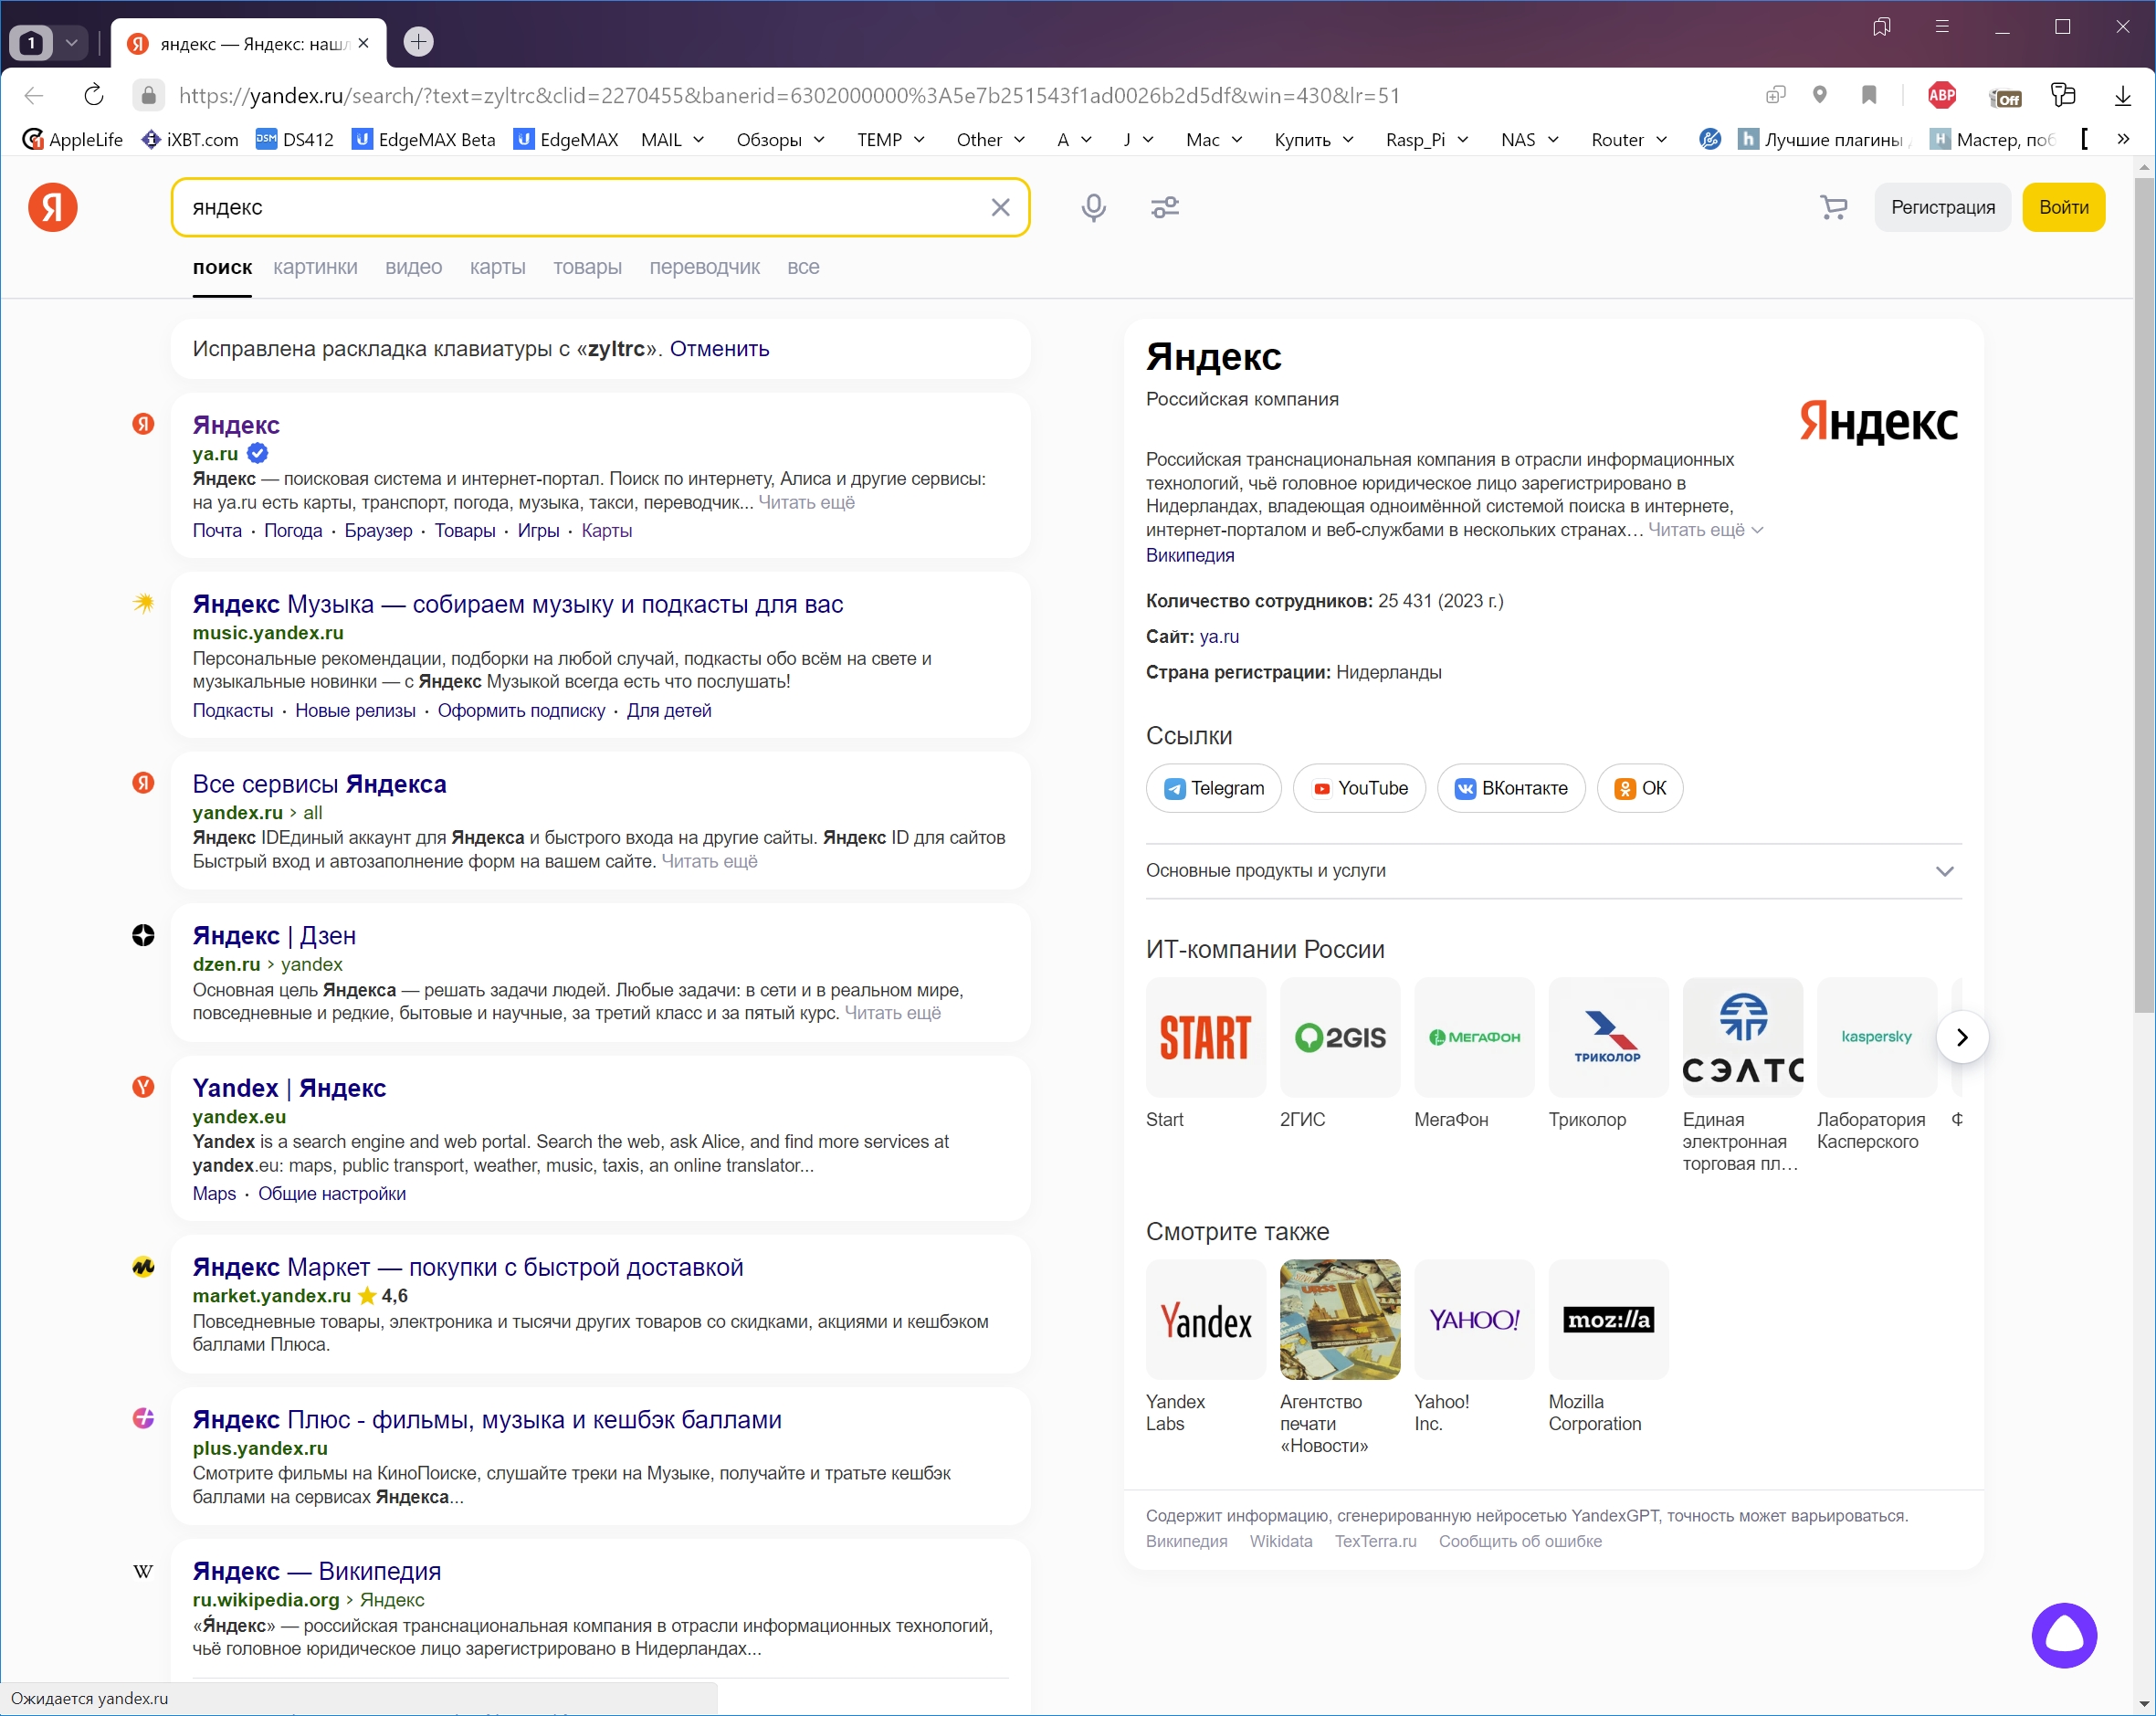 1
яндекс — Яндекс: наш
https://yandex.ru/search/?text=zyltrc&clid=2270455&banerid=6302000000%3A5e7b251543f1ad0026b2d5df&win=430&lr=51
ABP
Off
AppleLife iXBT.com DSM DS412 EdgeMAX Beta EdgeMAX MAIL Обзоры TEMP Other A J Mac Купить Rasp_Pi NAS Router Лучшие плагины Мастер, поб [ »
Я
яндекс
Регистрация
Войти
поиск картинки видео карты товары переводчик все
Исправлена раскладка клавиатуры с «zyltrc». Отменить
Яндекс
ya.ru
Яндекс — поисковая система и интернет-портал. Поиск по интернету, Алиса и другие сервисы:
на ya.ru есть карты, транспорт, погода, музыка, такси, переводчик... Читать ещё
Почта · Погода · Браузер · Товары · Игры · Карты
Яндекс Музыка — собираем музыку и подкасты для вас
music.yandex.ru
Персональные рекомендации, подборки на любой случай, подкасты обо всём на свете и
музыкальные новинки — с Яндекс Музыкой всегда есть что послушать!
Подкасты · Новые релизы · Оформить подписку · Для детей
Все сервисы Яндекса
yandex.ru › all
Яндекс IDЕдиный аккаунт для Яндекса и быстрого входа на другие сайты. Яндекс ID для сайтов
Быстрый вход и автозаполнение форм на вашем сайте. Читать ещё
Яндекс | Дзен
dzen.ru › yandex
Основная цель Яндекса — решать задачи людей. Любые задачи: в сети и в реальном мире,
повседневные и редкие, бытовые и научные, за третий класс и за пятый курс. Читать ещё
Yandex | Яндекс
yandex.eu
Yandex is a search engine and web portal. Search the web, ask Alice, and find more services at
yandex.eu: maps, public transport, weather, music, taxis, an online translator...
Maps · Общие настройки
Яндекс Маркет — покупки с быстрой доставкой
market.yandex.ru 4,6
Повседневные товары, электроника и тысячи других товаров со скидками, акциями и кешбэком
баллами Плюса.
Яндекс Плюс - фильмы, музыка и кешбэк баллами
plus.yandex.ru
Смотрите фильмы на КиноПоиске, слушайте треки на Музыке, получайте и тратьте кешбэк
баллами на сервисах Яндекса...
W
Яндекс — Википедия
ru.wikipedia.org › Яндекс
«Я́ндекс» — российская транснациональная компания в отрасли информационных технологий,
чьё головное юридическое лицо зарегистрировано в Нидерландах...
Ожидается yandex.ru
Яндекс
Российская компания
Яндекс
Российская транснациональная компания в отрасли информационных
технологий, чьё головное юридическое лицо зарегистрировано в
Нидерландах, владеющая одноимённой системой поиска в интернете,
интернет-порталом и веб-службами в нескольких странах... Читать ещё
Википедия
Количество сотрудников: 25 431 (2023 г.)
Сайт: ya.ru
Страна регистрации: Нидерланды
Ссылки
Telegram YouTube ВКонтакте ОК
Основные продукты и услуги
ИТ-компании России
START 2GIS МЕГАФОН ТРИКОЛОР СЭЛТС kaspersky
Start 2ГИС МегаФон Триколор Единая Лаборатория Ф
электронная Касперского
торговая пл...
Смотрите также
Yandex URSS YAHOO! moz://a
Yandex Агентство Yahoo! Mozilla
Labs печати Inc. Corporation
«Новости»
Содержит информацию, сгенерированную нейросетью YandexGPT, точность может варьироваться.
Википедия Wikidata TexTerra.ru Сообщить об ошибке